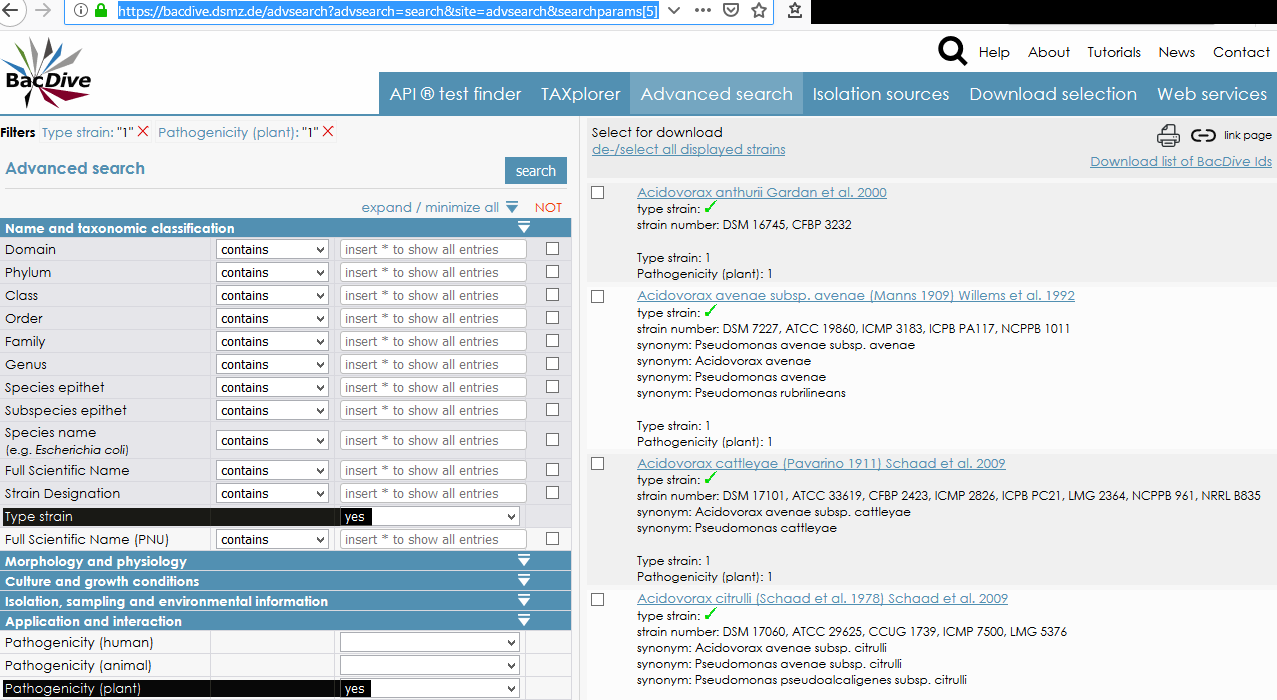 https://bacdive.dsmz.de/advsearch?advsearch=search&site=advsearch&searchparams[5]
BacDive
Help About Tutorials News Contact
API ® test finder TAXplorer Advanced search Isolation sources Download selection Web services
Filters Type strain: "1" Pathogenicity (plant): "1"
Advanced search
search
expand / minimize all NOT
Name and taxonomic classification
Domain contains insert * to show all entries
Phylum contains insert * to show all entries
Class contains insert * to show all entries
Order contains insert * to show all entries
Family contains insert * to show all entries
Genus contains insert * to show all entries
Species epithet contains insert * to show all entries
Subspecies epithet contains insert * to show all entries
Species name
(e.g. Escherichia coli) contains insert * to show all entries
Full Scientific Name contains insert * to show all entries
Strain Designation contains insert * to show all entries
Type strain yes
Full Scientific Name (PNU) contains insert * to show all entries
Morphology and physiology
Culture and growth conditions
Isolation, sampling and environmental information
Application and interaction
Pathogenicity (human)
Pathogenicity (animal)
Pathogenicity (plant) yes
Select for download
de-/select all displayed strains
link page
Download list of BacDive Ids
Acidovorax anthurii Gardan et al. 2000
type strain: ✓
strain number: DSM 16745, CFBP 3232
Type strain: 1
Pathogenicity (plant): 1
Acidovorax avenae subsp. avenae (Manns 1909) Willems et al. 1992
type strain: ✓
strain number: DSM 7227, ATCC 19860, ICMP 3183, ICPB PA117, NCPPB 1011
synonym: Pseudomonas avenae subsp. avenae
synonym: Acidovorax avenae
synonym: Pseudomonas avenae
synonym: Pseudomonas rubrilineans
Type strain: 1
Pathogenicity (plant): 1
Acidovorax cattleyae (Pavarino 1911) Schaad et al. 2009
type strain: ✓
strain number: DSM 17101, ATCC 33619, CFBP 2423, ICMP 2826, ICPB PC21, LMG 2364, NCPPB 961, NRRL B835
synonym: Acidovorax avenae subsp. cattleyae
synonym: Pseudomonas cattleyae
Type strain: 1
Pathogenicity (plant): 1
Acidovorax citrulli (Schaad et al. 1978) Schaad et al. 2009
type strain: ✓
strain number: DSM 17060, ATCC 29625, CCUG 1739, ICMP 7500, LMG 5376
synonym: Acidovorax avenae subsp. citrulli
synonym: Pseudomonas avenae subsp. citrulli
synonym: Pseudomonas pseudoalcaligenes subsp. citrulli